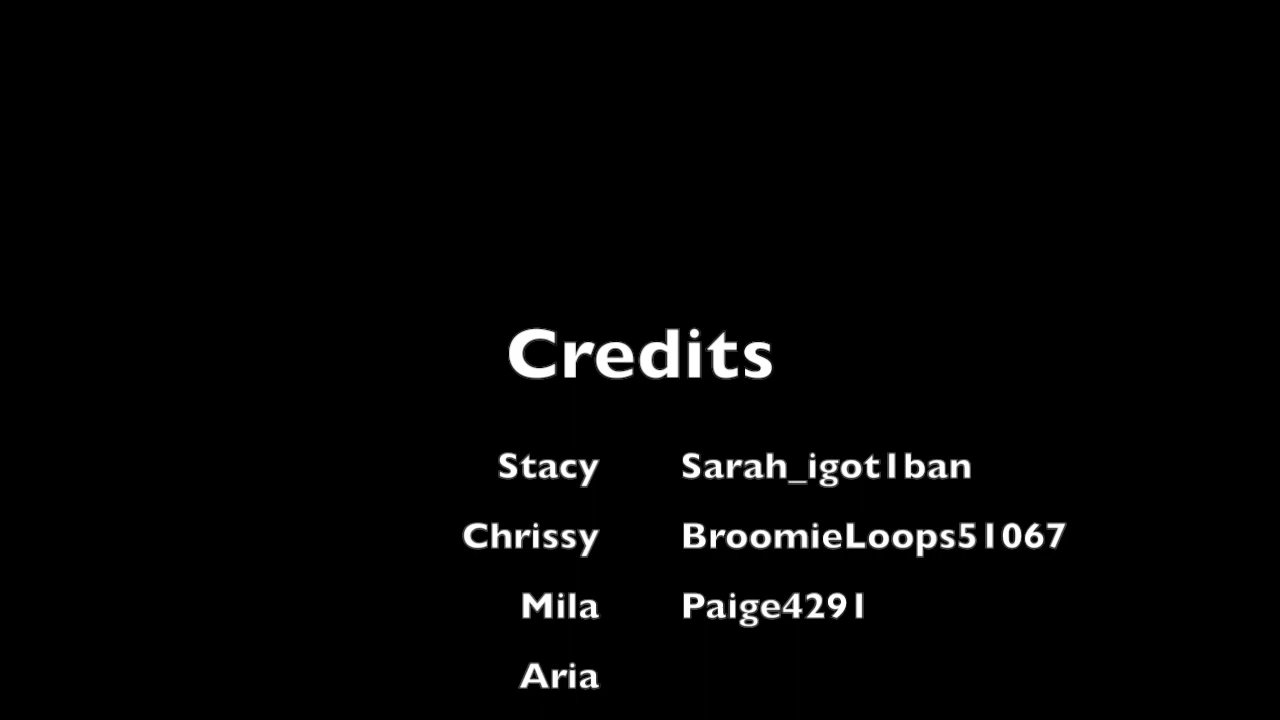 Credits
Stacy Sarah_igot1ban
Chrissy BroomieLoops51067
Mila Paige4291
Aria